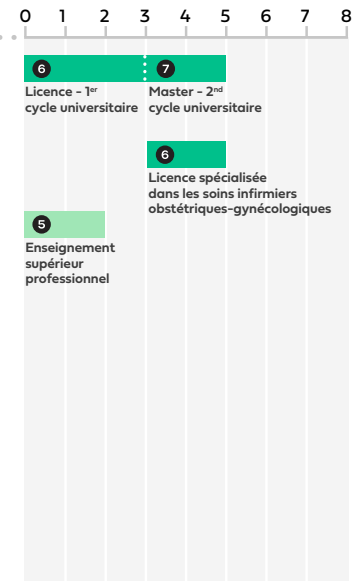 0 1 2 3 4 5 6 7 8
6 7
Licence - 1er Master - 2nd
cycle universitaire cycle universitaire
6
Licence spécialisée
dans les soins infirmiers
obstétriques-gynécologiques
5
Enseignement
supérieur
professionnel